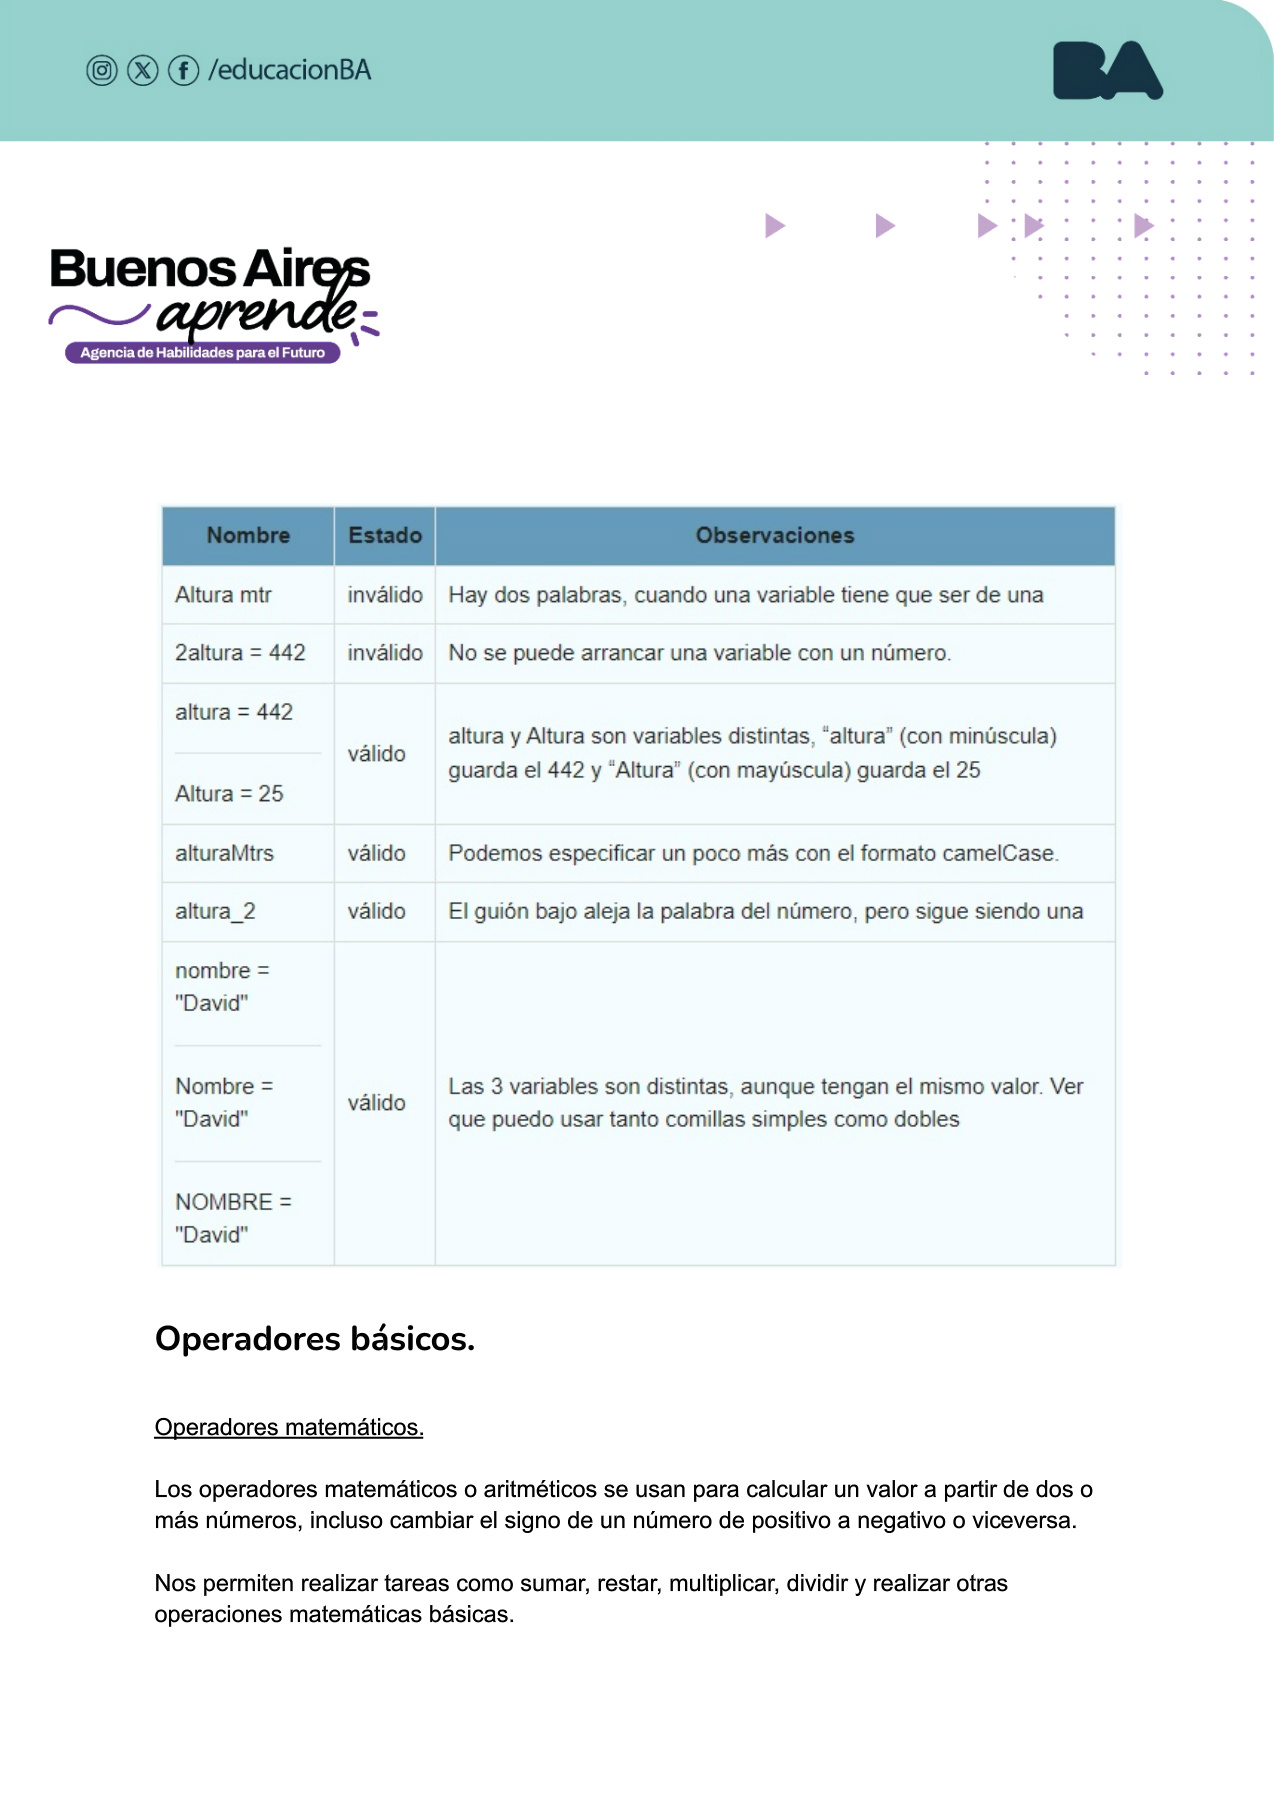 /educacionBA
BA
Buenos Aires
aprende
Agencia de Habilidades para el Futuro
Nombre Estado Observaciones
Altura mtr inválido Hay dos palabras, cuando una variable tiene que ser de una
2altura = 442 inválido No se puede arrancar una variable con un número.
altura = 442
Altura = 25
válido
altura y Altura son variables distintas, “altura” (con minúscula)
guarda el 442 y “Altura” (con mayúscula) guarda el 25
alturaMtrs válido Podemos especificar un poco más con el formato camelCase.
altura_2 válido El guión bajo aleja la palabra del número, pero sigue siendo una
nombre =
"David"
Nombre =
"David"
NOMBRE =
"David"
válido
Las 3 variables son distintas, aunque tengan el mismo valor. Ver
que puedo usar tanto comillas simples como dobles
Operadores básicos.
Operadores matemáticos.
Los operadores matemáticos o aritméticos se usan para calcular un valor a partir de dos o
más números, incluso cambiar el signo de un número de positivo a negativo o viceversa.
Nos permiten realizar tareas como sumar, restar, multiplicar, dividir y realizar otras
operaciones matemáticas básicas.